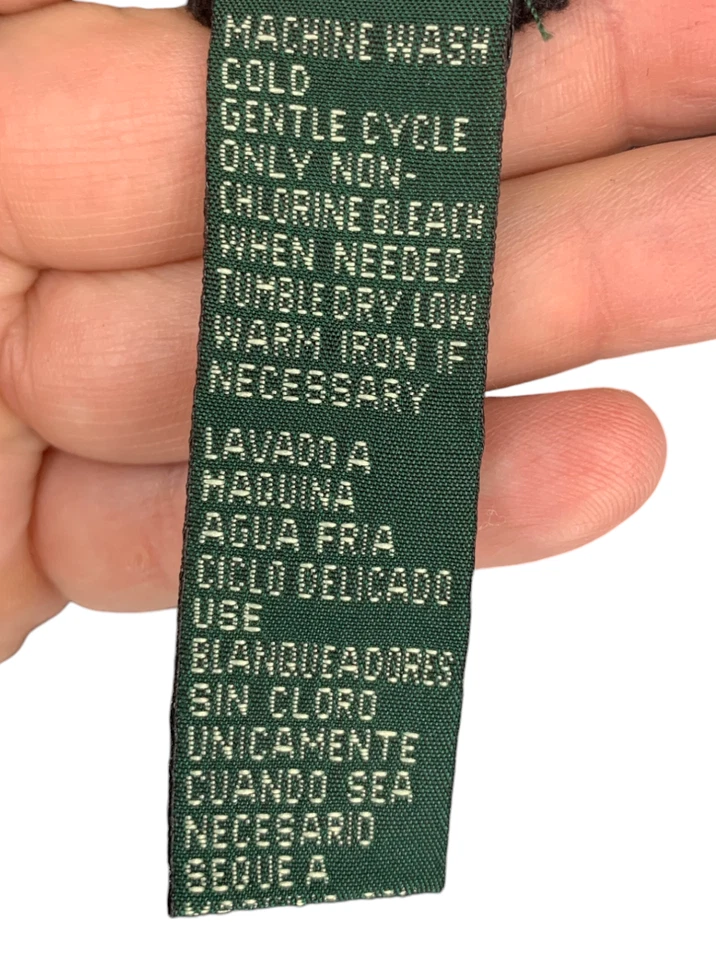 MACHINE WASH
COLD
GENTLE CYCLE
ONLY NON-
CHLORINE BLEACH
WHEN NEEDED
TUMBLE DRY LOW
WARM IRON IF
NECESSARY
LAVADO A
MAQUINA
AGUA FRIA
CICLO DELICADO
USE
BLANQUEADORES
SIN CLORO
UNICAMENTE
CUANDO SEA
NECESARIO
SEQUE A